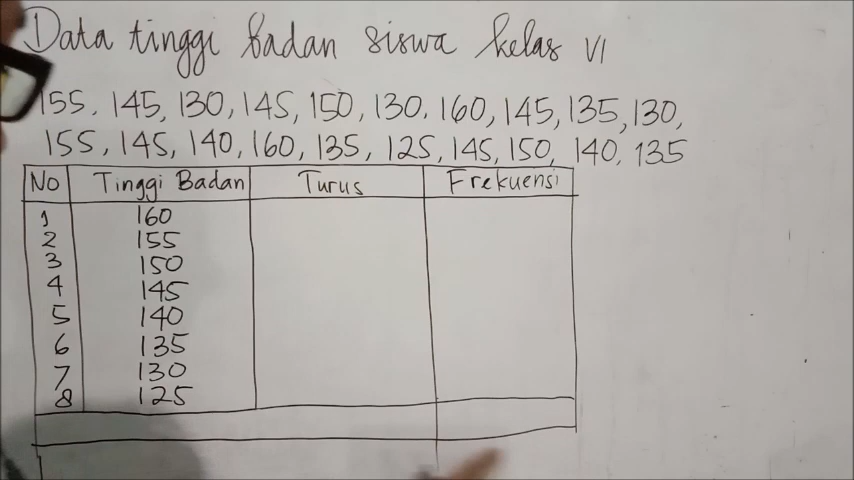 Data tinggi badan siswa kelas VI
155, 145, 130, 145, 150, 130, 160, 145, 135, 130,
155, 145, 140, 160, 135, 125, 145, 150, 140, 135
No Tinggi Badan Turus Frekuensi
1 160
2 155
3 150
4 145
5 140
6 135
7 130
8 125